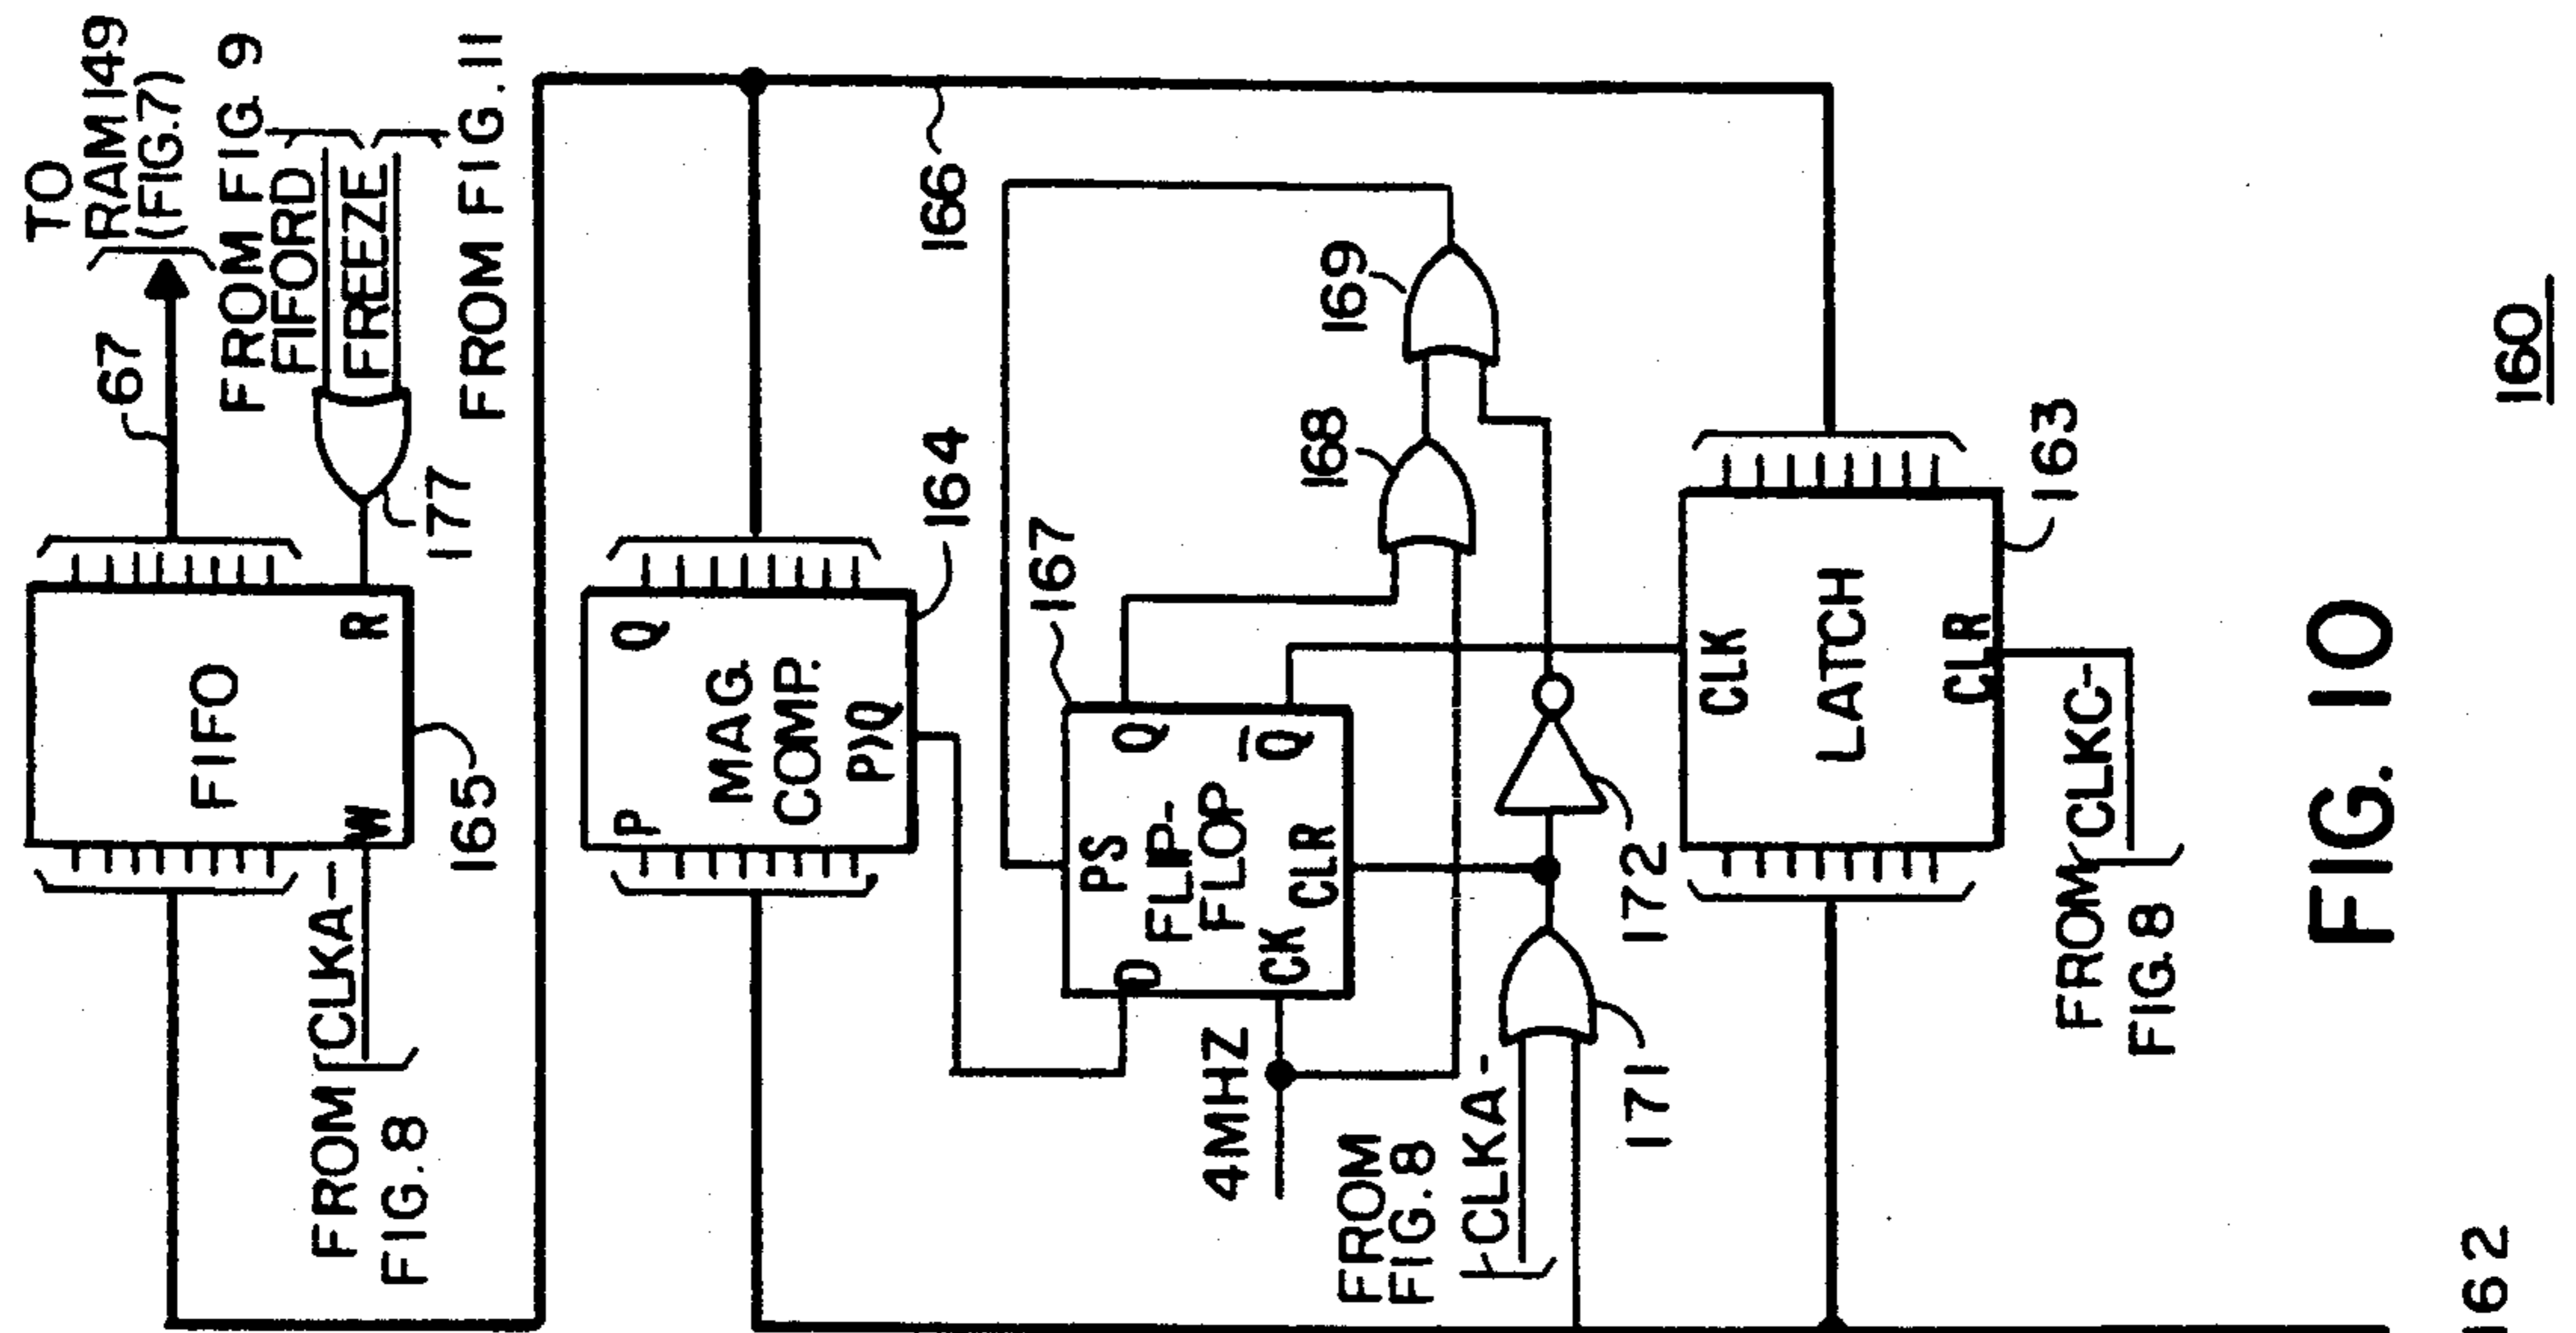 TO
RAM 149
(FIG.7)
67
FROM FIG. 9
FIFORD
FREEZE
FROM FIG. 11
177
FIFO
R
W
165
CLKA-
FROM
FIG. 8
166
164
Q
MAG.
COMP.
P
P>Q
167
PS
Q
FLIP-
FLOP
Q̅
D
CK
CLR
4MHZ
168
169
172
171
FROM
FIG. 8
CLKA-
CLK
LATCH
CLR
163
CLKC-
FROM
FIG. 8
160
FIG. 10
162